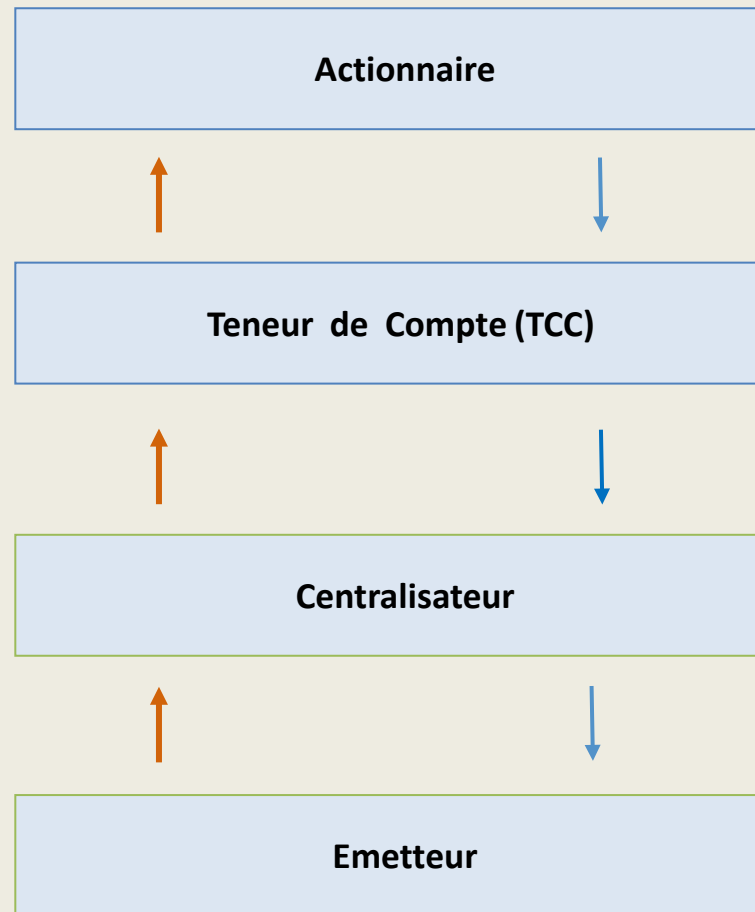 Actionnaire
Teneur de Compte (TCC)
Centralisateur
Emetteur